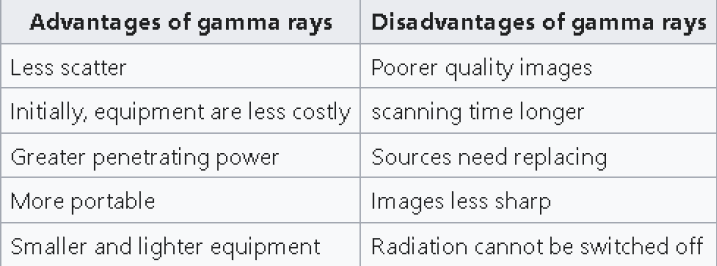 Advantages of gamma rays Disadvantages of gamma rays
Less scatter Poorer quality images
Initially, equipment are less costly scanning time longer
Greater penetrating power Sources need replacing
More portable Images less sharp
Smaller and lighter equipment Radiation cannot be switched off